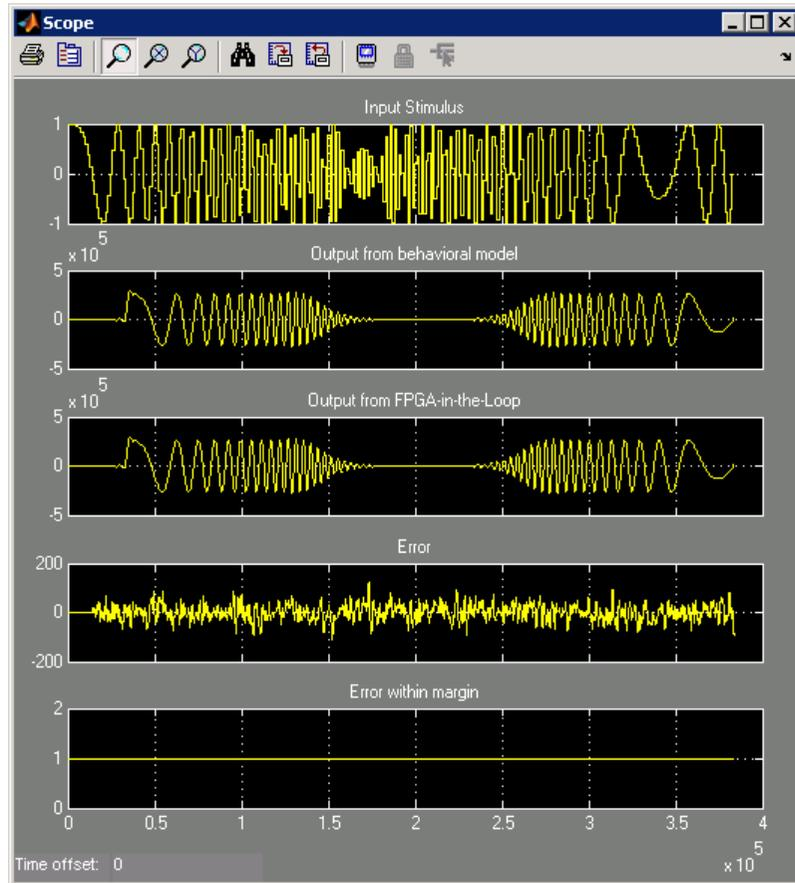 Scope
Input Stimulus
1
0
-1
x 10
5
Output from behavioral model
5
0
-5
x 10
5
Output from FPGA-in-the-Loop
5
0
-5
Error
200
0
-200
Error within margin
2
1
0
0 0.5 1 1.5 2 2.5 3 3.5 4
x 10
5
Time offset: 0